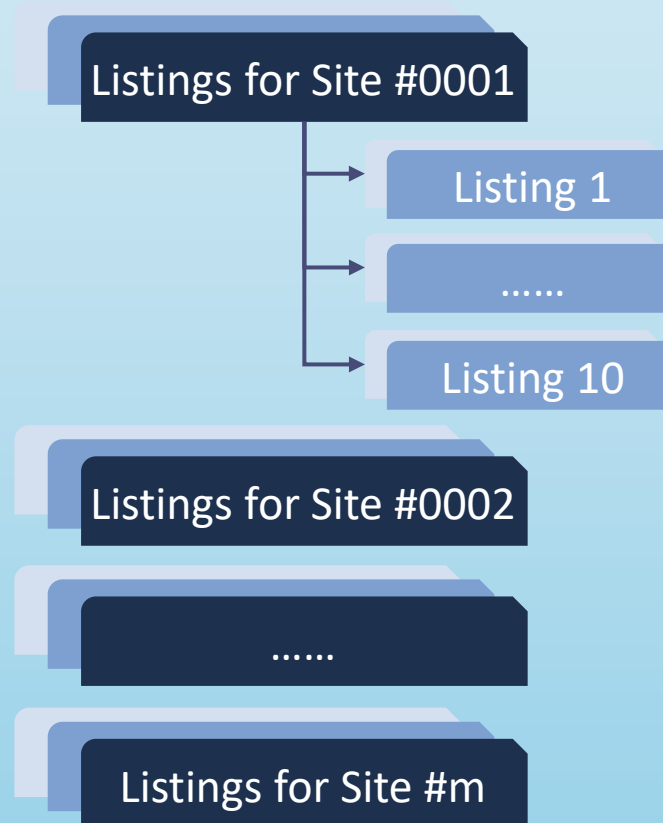 Listings for Site #0001
Listing 1
……
Listing 10
Listings for Site #0002
……
Listings for Site #m